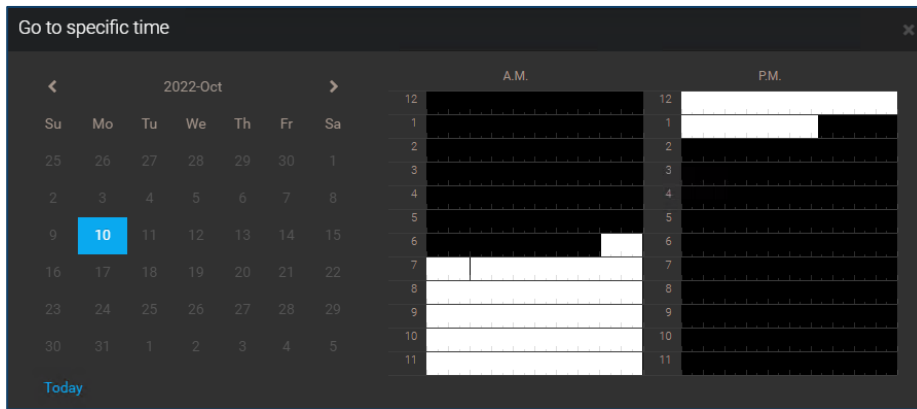 Go to specific time
×
2022-Oct
Su Mo Tu We Th Fr Sa
25 26 27 28 29 30 1
2 3 4 5 6 7 8
9 10 11 12 13 14 15
16 17 18 19 20 21 22
23 24 25 26 27 28 29
30 31 1 2 3 4 5
Today
A.M.
12
1
2
3
4
5
6
7
8
9
10
11
P.M.
12
1
2
3
4
5
6
7
8
9
10
11